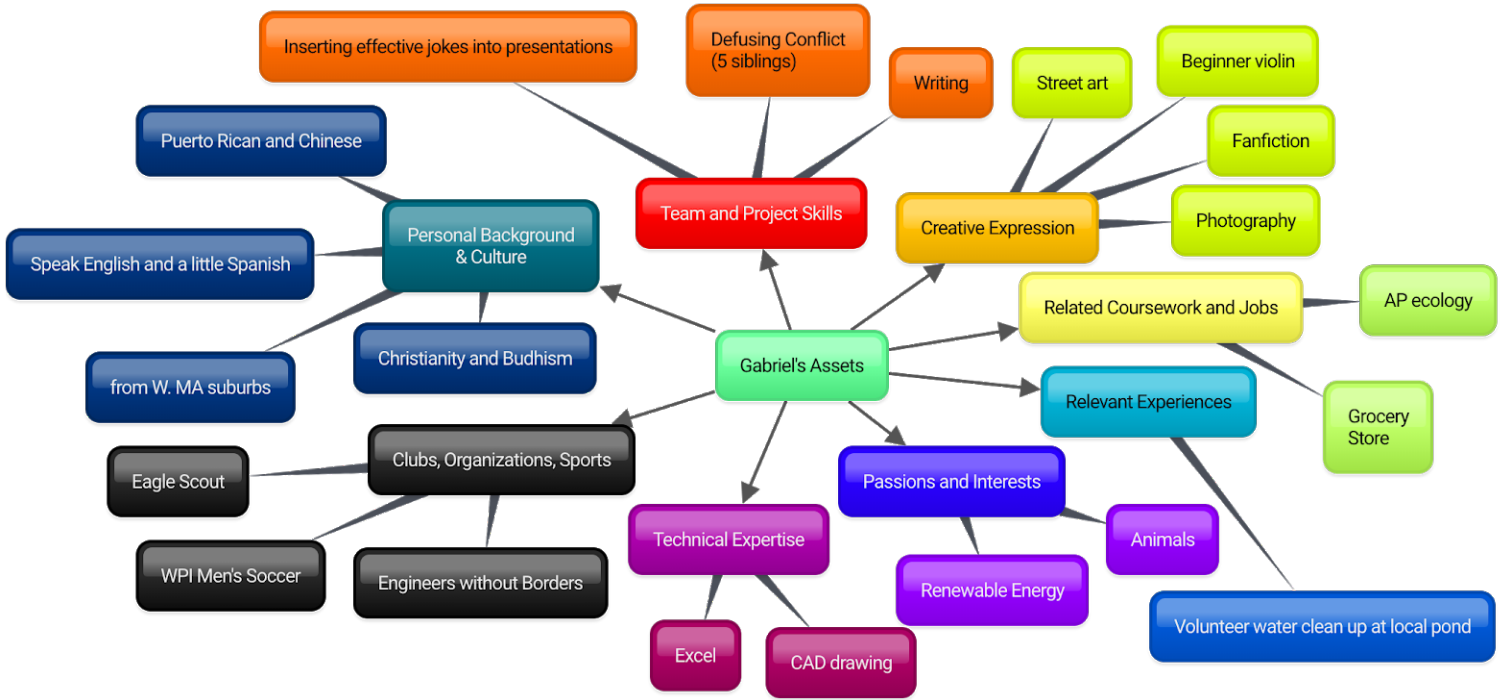 Inserting effective jokes into presentations
Defusing Conflict
(5 siblings)
Writing
Street art
Beginner violin
Fanfiction
Photography
Puerto Rican and Chinese
Team and Project Skills
Creative Expression
Personal Background
& Culture
Speak English and a little Spanish
Related Coursework and Jobs
AP ecology
Christianity and Budhism
from W. MA suburbs
Gabriel's Assets
Relevant Experiences
Grocery
Store
Clubs, Organizations, Sports
Eagle Scout
Passions and Interests
Technical Expertise
Animals
WPI Men's Soccer
Engineers without Borders
Renewable Energy
Volunteer water clean up at local pond
Excel
CAD drawing